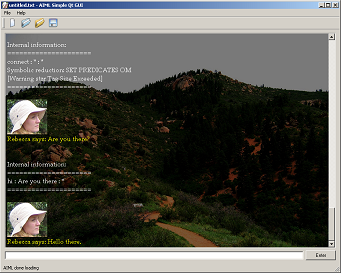 untitled.txt - AIML Simple Qt GUI
File Help
Internal information:
=====================
connect : * : *
Symbolic reduction: SET PREDICATES OM
[Warning star Tag Size Exceeded]
=====================
Rebecca says: Are you there?
Internal information:
=====================
hi : Are you there : *
=====================
Rebecca says: Hello there.
Enter
AIML done loading